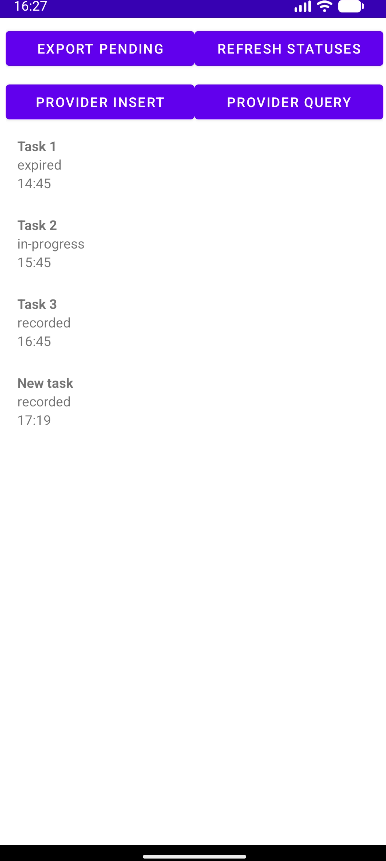 16:27
EXPORT PENDING
REFRESH STATUSES
PROVIDER INSERT
PROVIDER QUERY
Task 1
expired
14:45
Task 2
in-progress
15:45
Task 3
recorded
16:45
New task
recorded
17:19